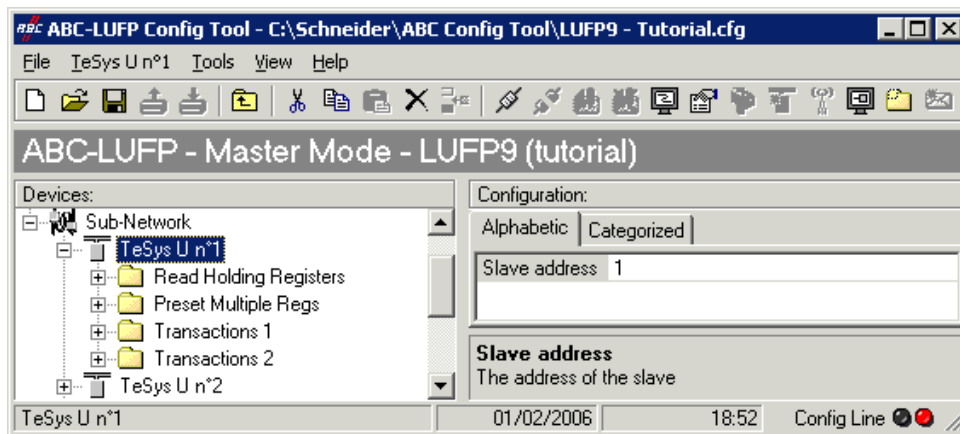 ABC-LUFP Config Tool - C:\Schneider\ABC Config Tool\LUFP9 - Tutorial.cfg
File TeSys U n°1 Tools View Help
ABC-LUFP - Master Mode - LUFP9 (tutorial)
Devices:
Sub-Network
TeSys U n°1
Read Holding Registers
Preset Multiple Regs
Transactions 1
Transactions 2
TeSys U n°2
Configuration:
Alphabetic Categorized
Slave address 1
Slave address
The address of the slave
TeSys U n°1 01/02/2006 18:52 Config Line